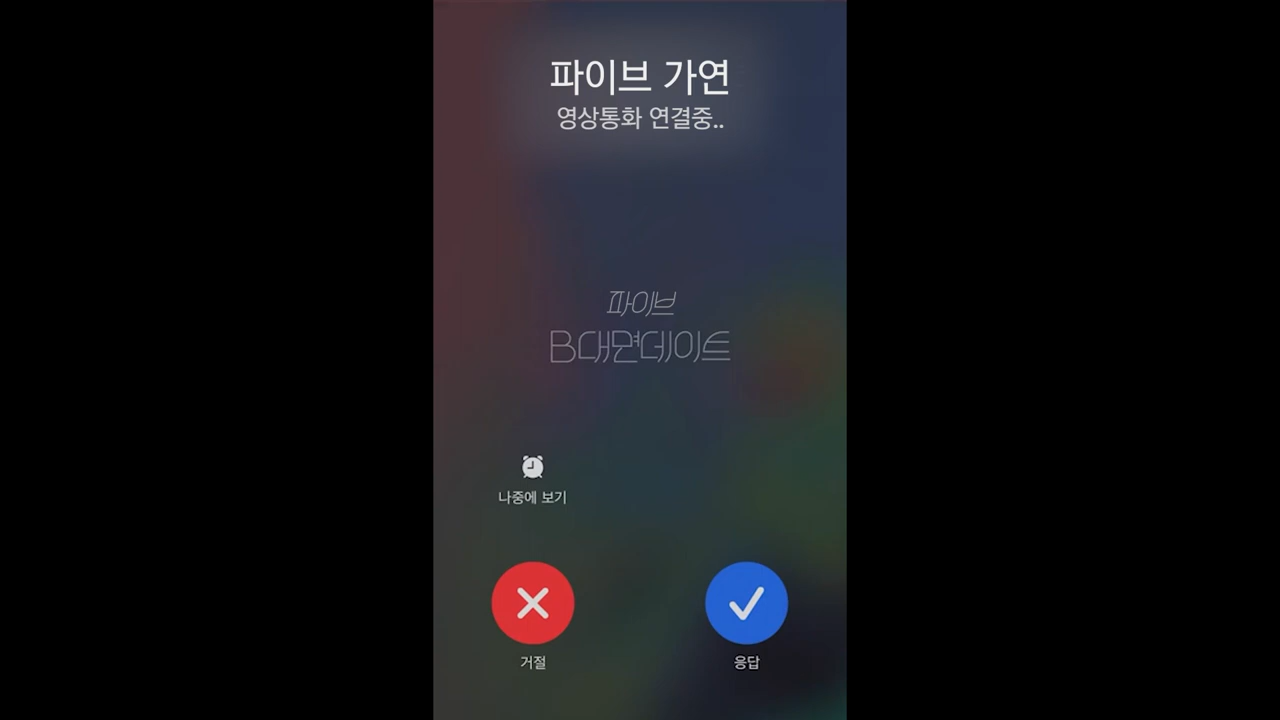 파이브 가연
영상통화 연결중..
파이브
B대면데이트
나중에 보기
거절
응답